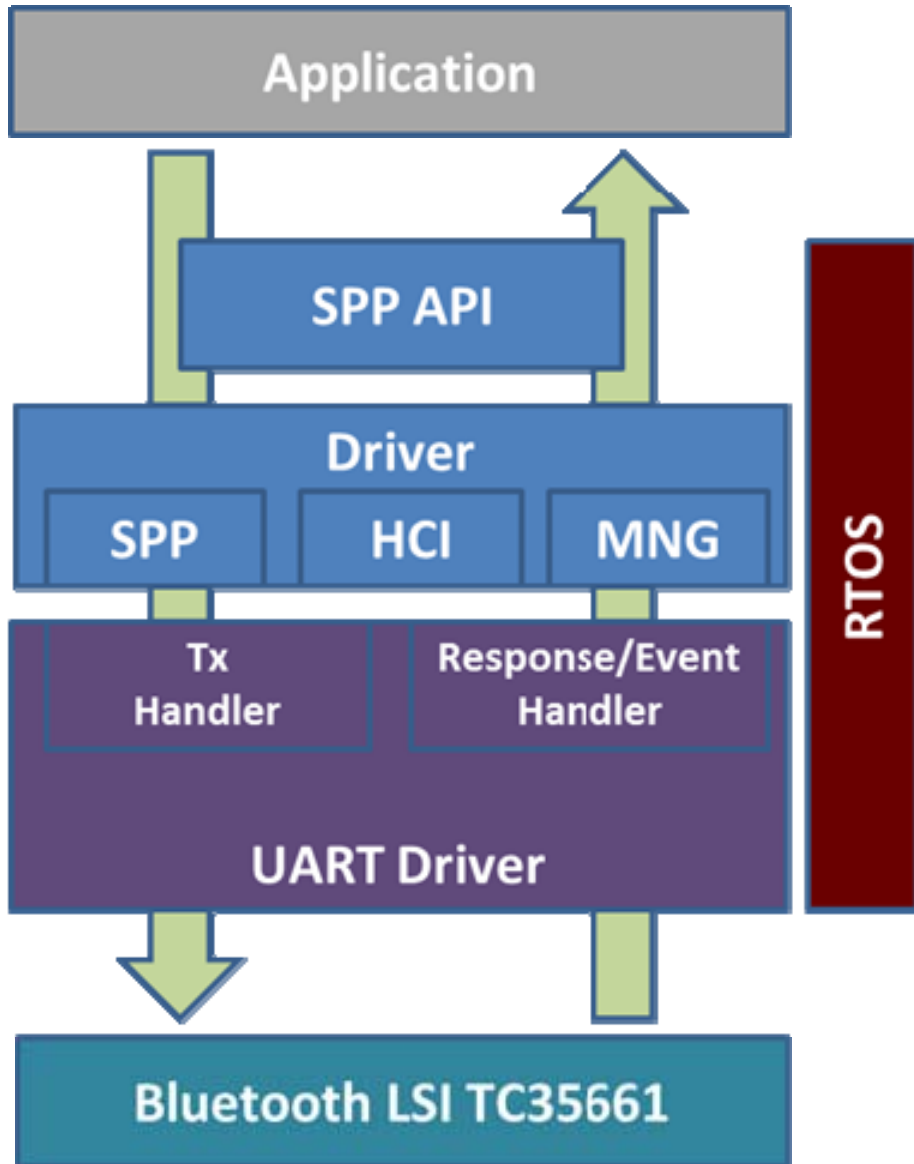 Application
SPP API
Driver
SPP
HCI
MNG
Tx
Handler
Response/Event
Handler
UART Driver
Bluetooth LSI TC35661
RTOS